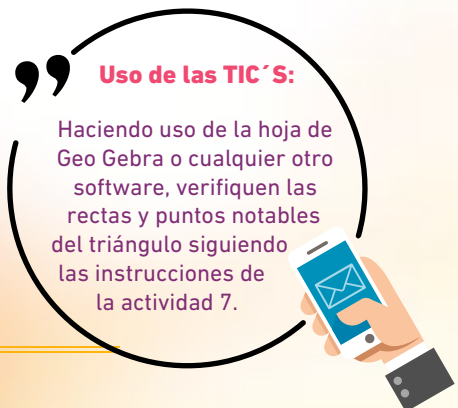 Uso de las TIC´S:
Haciendo uso de la hoja de
Geo Gebra o cualquier otro
software, verifiquen las
rectas y puntos notables
del triángulo siguiendo
las instrucciones de
la actividad 7.